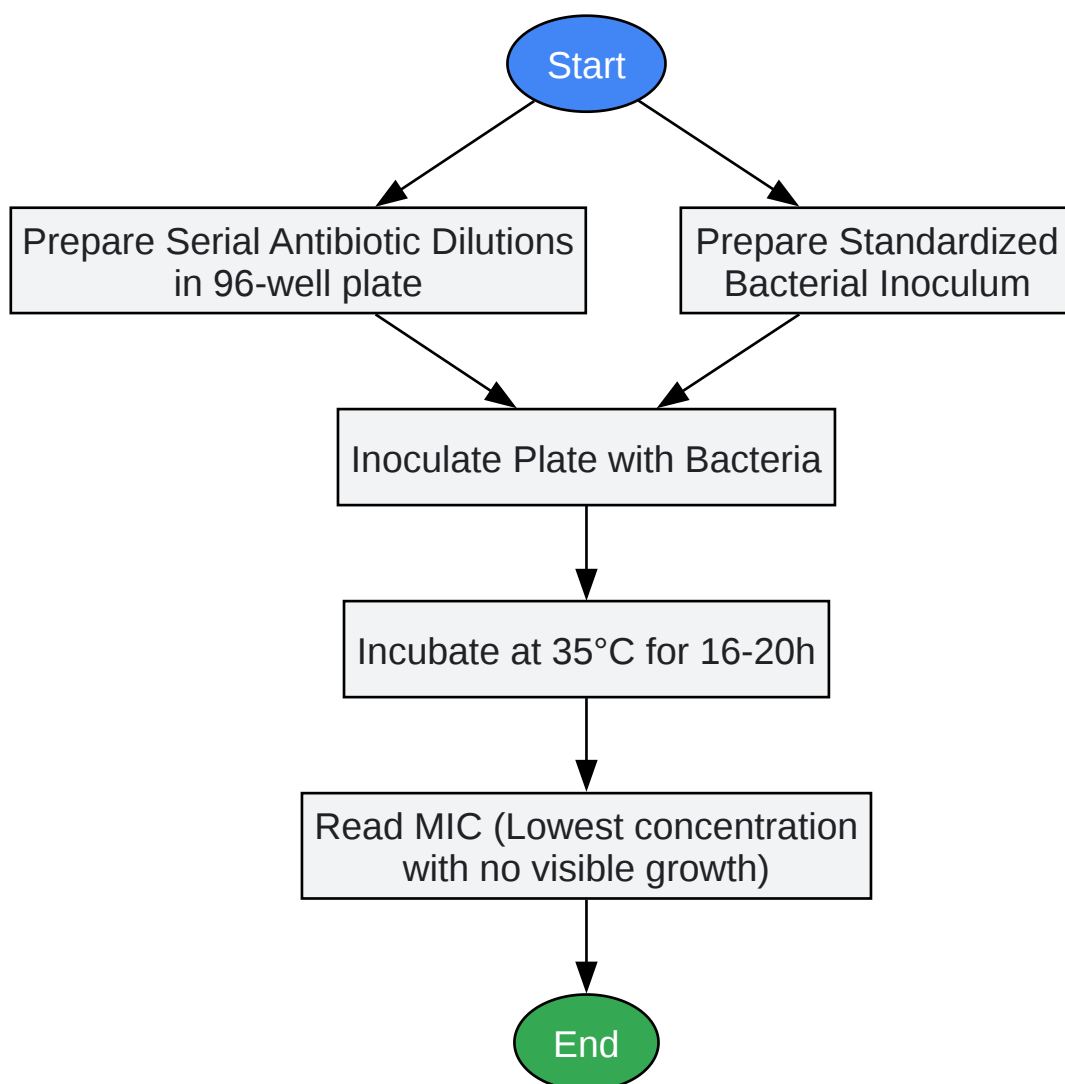 Start
Prepare Serial Antibiotic Dilutions
in 96-well plate
Prepare Standardized
Bacterial Inoculum
Inoculate Plate with Bacteria
Incubate at 35°C for 16-20h
Read MIC (Lowest concentration
with no visible growth)
End